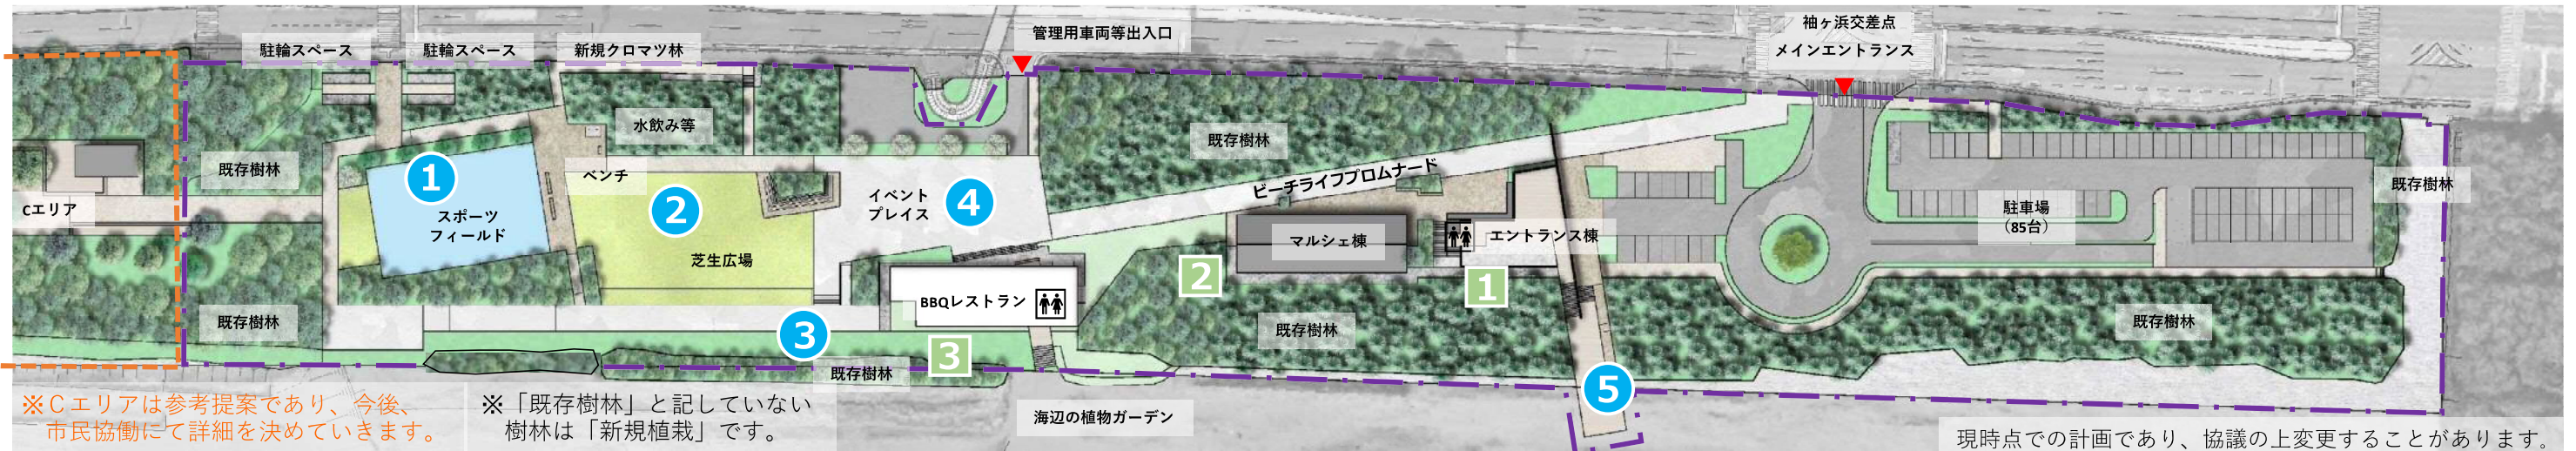 駐輪スペース
駐輪スペース
新規クロマツ林
管理用車両等出入口
袖ヶ浜交差点
メインエントランス
水飲み等
既存樹林
既存樹林
ベンチ
Cエリア
1
スポーツ
フィールド
2
芝生広場
イベント
プレイス
4
ビーチライフプロムナード
マルシェ棟
エントランス棟
駐車場
(85台)
既存樹林
2
1
BBQレストラン
既存樹林
3
3
既存樹林
既存樹林
既存樹林
5
海辺の植物ガーデン
※Cエリアは参考提案であり、今後、
市民協働にて詳細を決めていきます。
※「既存樹林」と記していない
樹林は「新規植栽」です。
現時点での計画であり、協議の上変更することがあります。